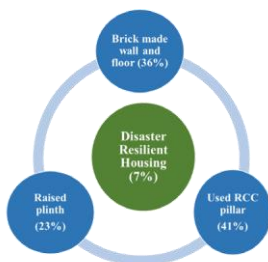 Brick made
wall and
floor (36%)
Disaster
Resilient
Housing
(7%)
Raised
plinth
(23%)
Used RCC
pillar
(41%)